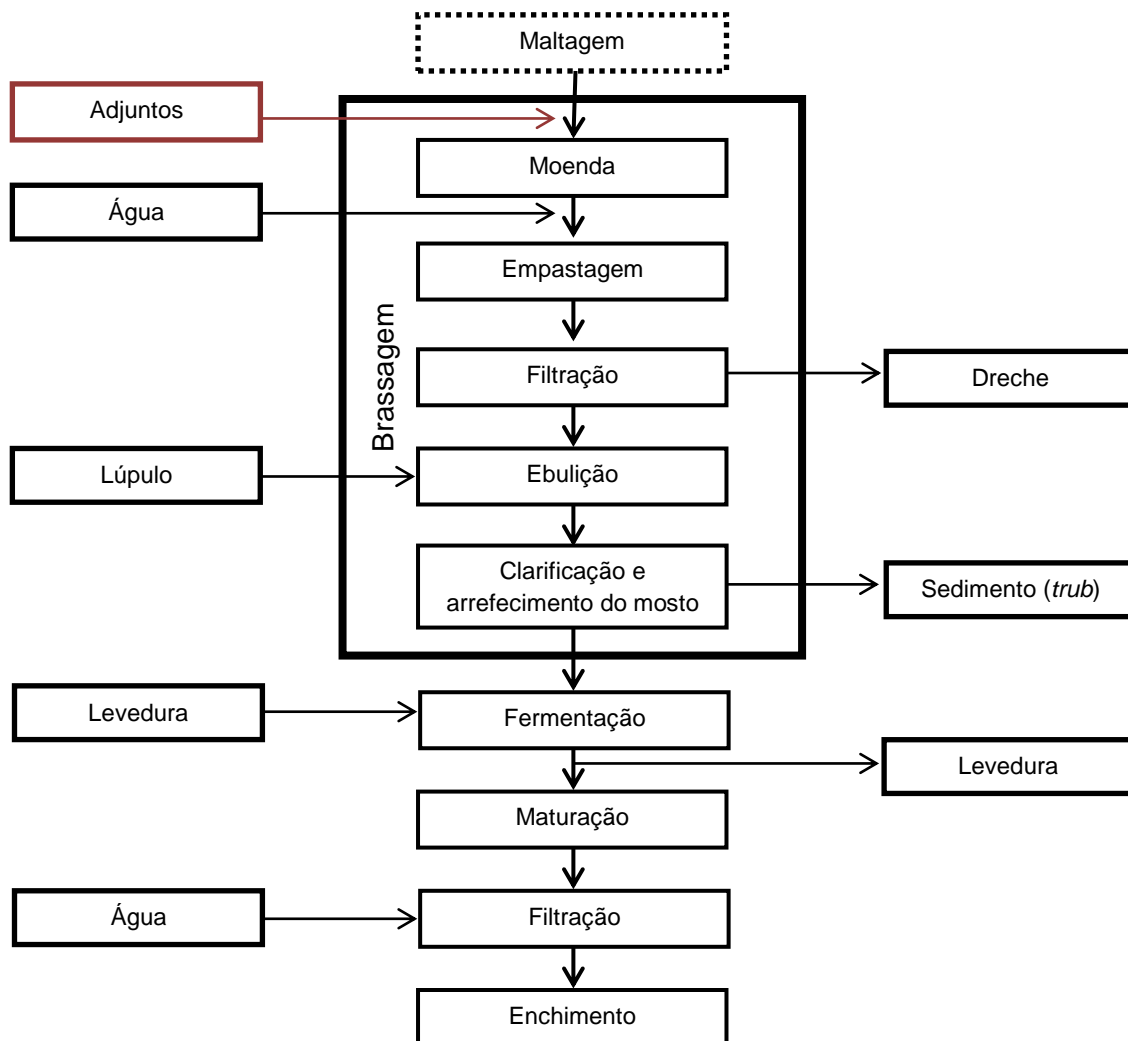 Maltagem
Adjuntos
Moenda
Água
Empastagem
Brassagem
Filtração
Dreche
Lúpulo
Ebulição
Clarificação e
arrefecimento do mosto
Sedimento (trub)
Levedura
Fermentação
Levedura
Maturação
Água
Filtração
Enchimento